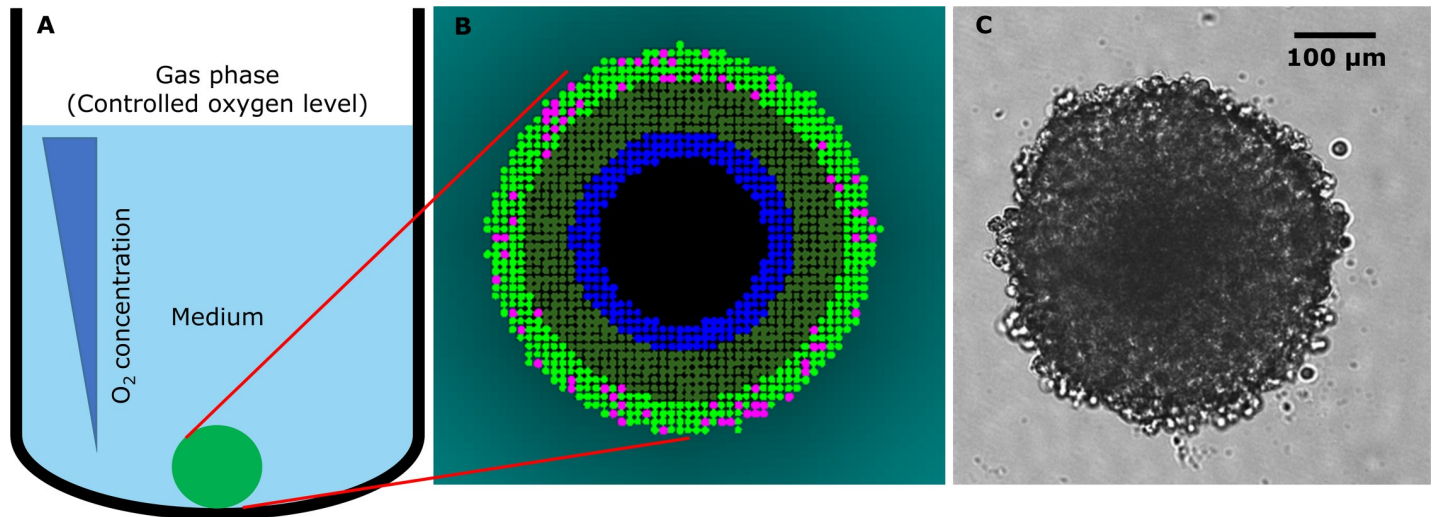 A
Gas phase
(Controlled oxygen level)
O₂ concentration
Medium
B
C
100 µm